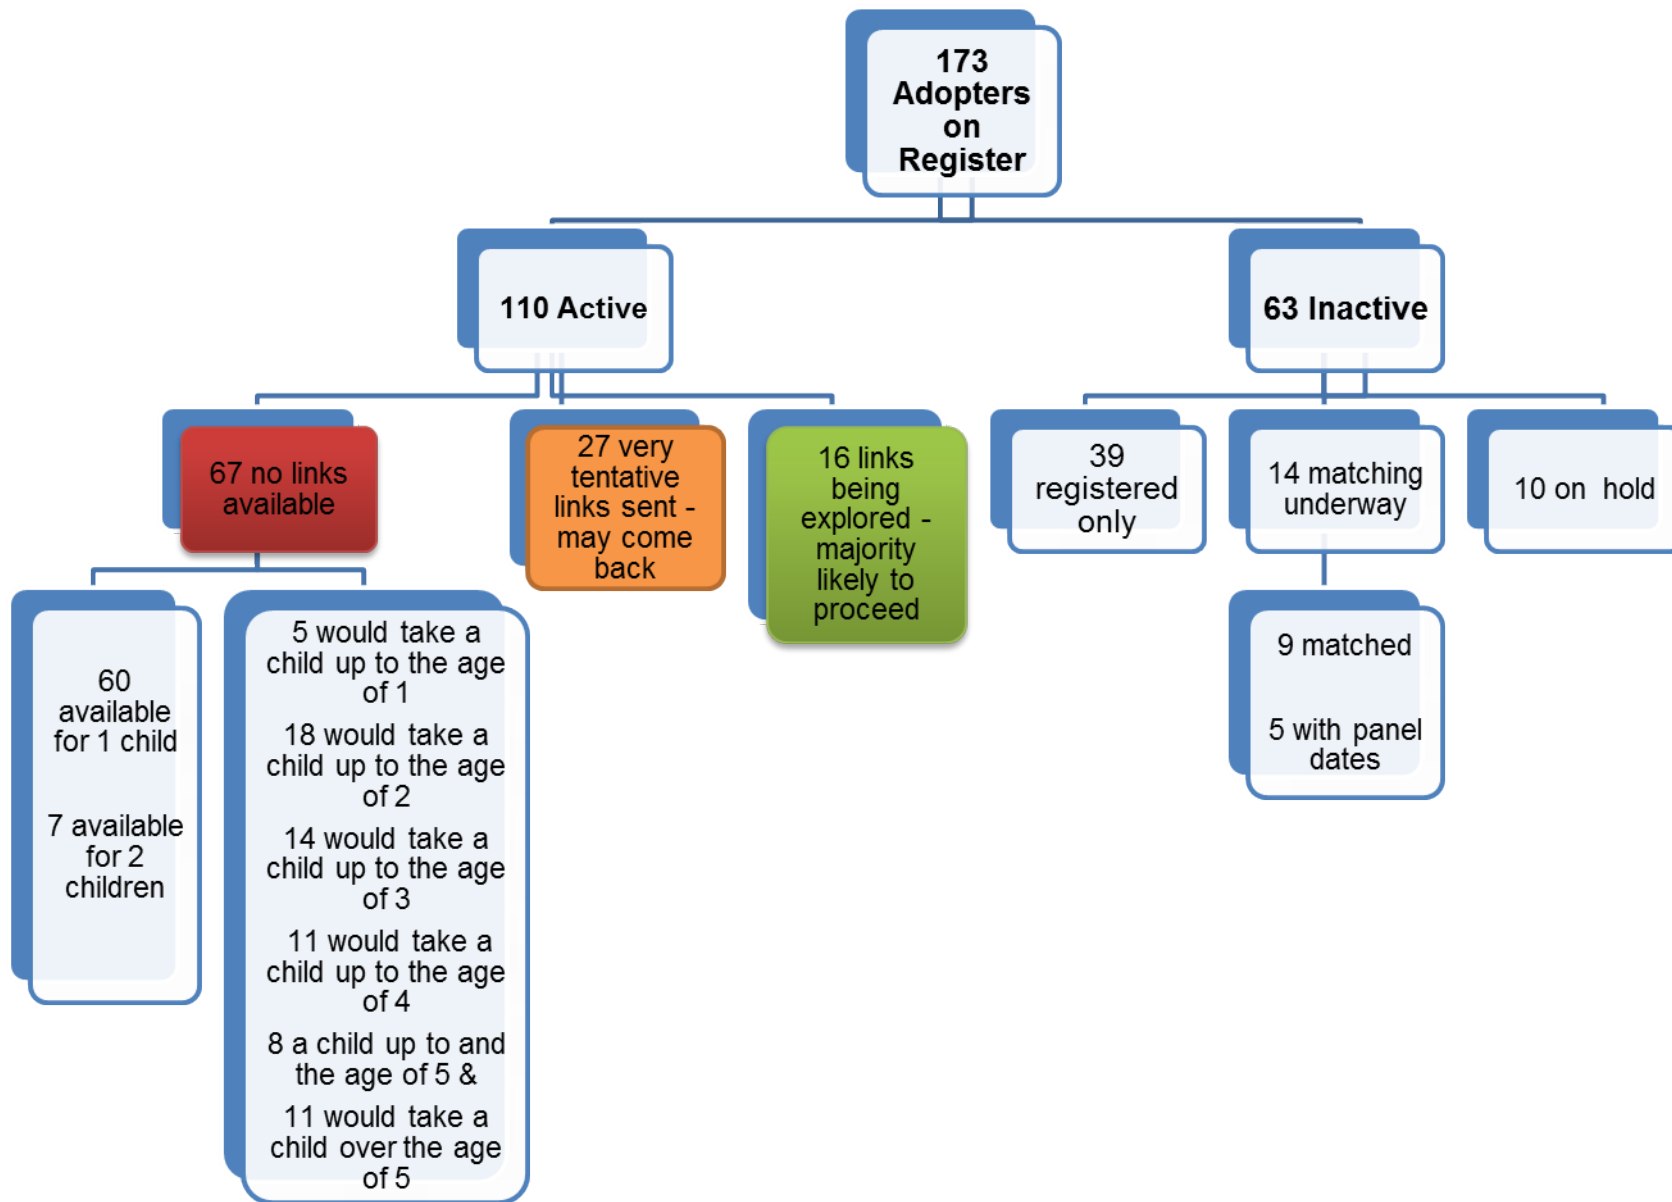 173
Adopters
on
Register
110 Active
63 Inactive
67 no links
available
27 very
tentative
links sent -
may come
back
16 links
being
explored -
majority
likely to
proceed
39
registered
only
14 matching
underway
10 on hold
60
available
for 1 child
7 available
for 2
children
5 would take a
child up to the age
of 1
18 would take a
child up to the age
of 2
14 would take a
child up to the age
of 3
11 would take a
child up to the age
of 4
8 a child up to and
the age of 5 &
11 would take a
child over the age
of 5
9 matched
5 with panel
dates